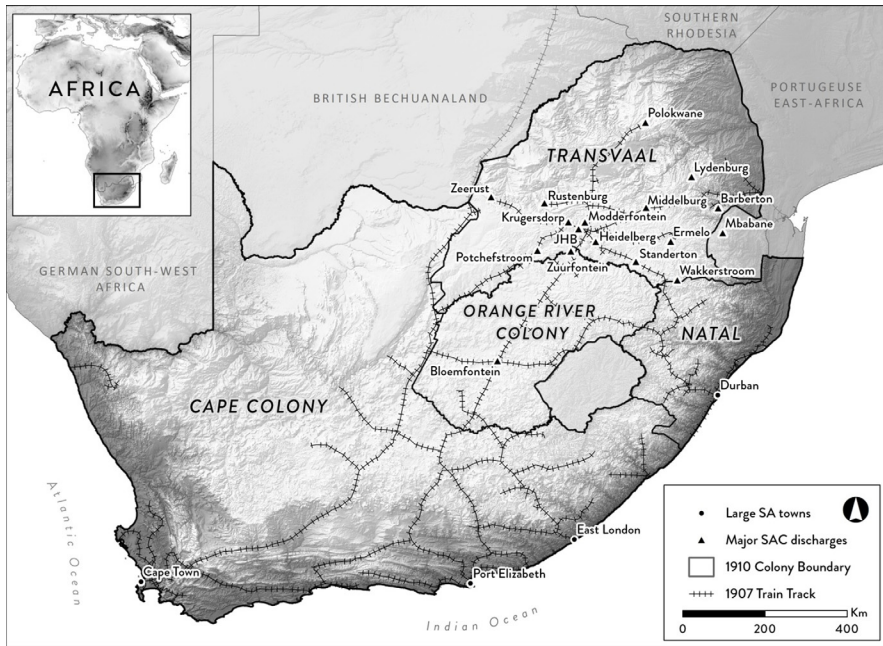 AFRICA
SOUTHERN
RHODESIA
PORTUGEUSE
EAST-AFRICA
BRITISH BECHUANALAND
Polokwane
TRANSVAAL
Lydenburg
Zeerust
Rustenburg
Middelburg
Barberton
Krugersdorp
Modderfontein
Mbabane
JHB
Heidelberg
Ermelo
Potchefstroom
Zuurfontein
Standerton
Wakkerstroom
GERMAN SOUTH-WEST
AFRICA
ORANGE RIVER
COLONY
NATAL
Bloemfontein
Durban
CAPE COLONY
Atlantic Ocean
East London
Cape Town
Port Elizabeth
Indian Ocean
Large SA towns
Major SAC discharges
1910 Colony Boundary
1907 Train Track
Km
0 200 400